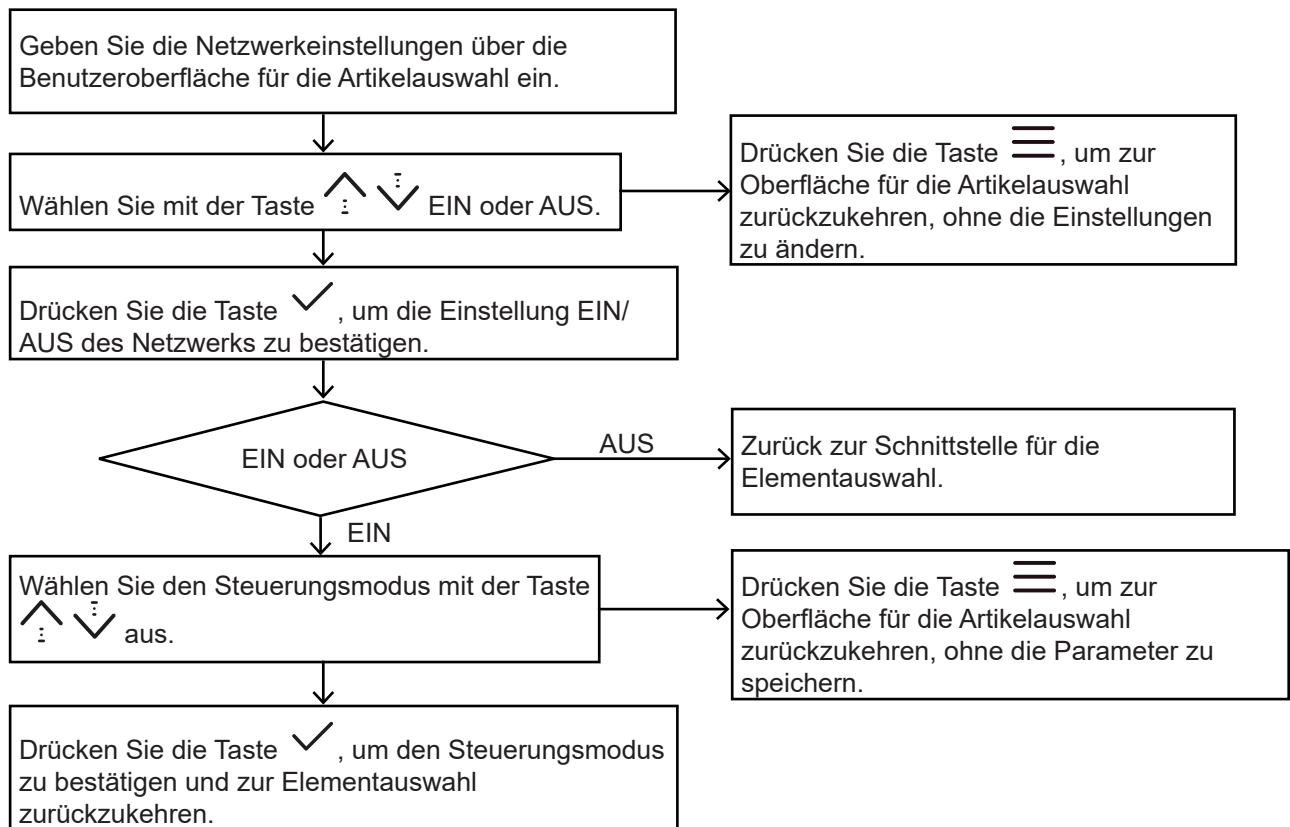 Geben Sie die Netzwerkeinstellungen über die
Benutzeroberfläche für die Artikelauswahl ein.
Wählen Sie mit der Taste EIN oder AUS.
Drücken Sie die Taste , um zur
Oberfläche für die Artikelauswahl
zurückzukehren, ohne die Einstellungen
zu ändern.
Drücken Sie die Taste , um die Einstellung EIN/
AUS des Netzwerks zu bestätigen.
EIN oder AUS
AUS
Zurück zur Schnittstelle für die
Elementauswahl.
EIN
Wählen Sie den Steuerungsmodus mit der Taste
aus.
Drücken Sie die Taste , um zur
Oberfläche für die Artikelauswahl
zurückzukehren, ohne die Parameter zu
speichern.
Drücken Sie die Taste , um den Steuerungsmodus
zu bestätigen und zur Elementauswahl
zurückzukehren.